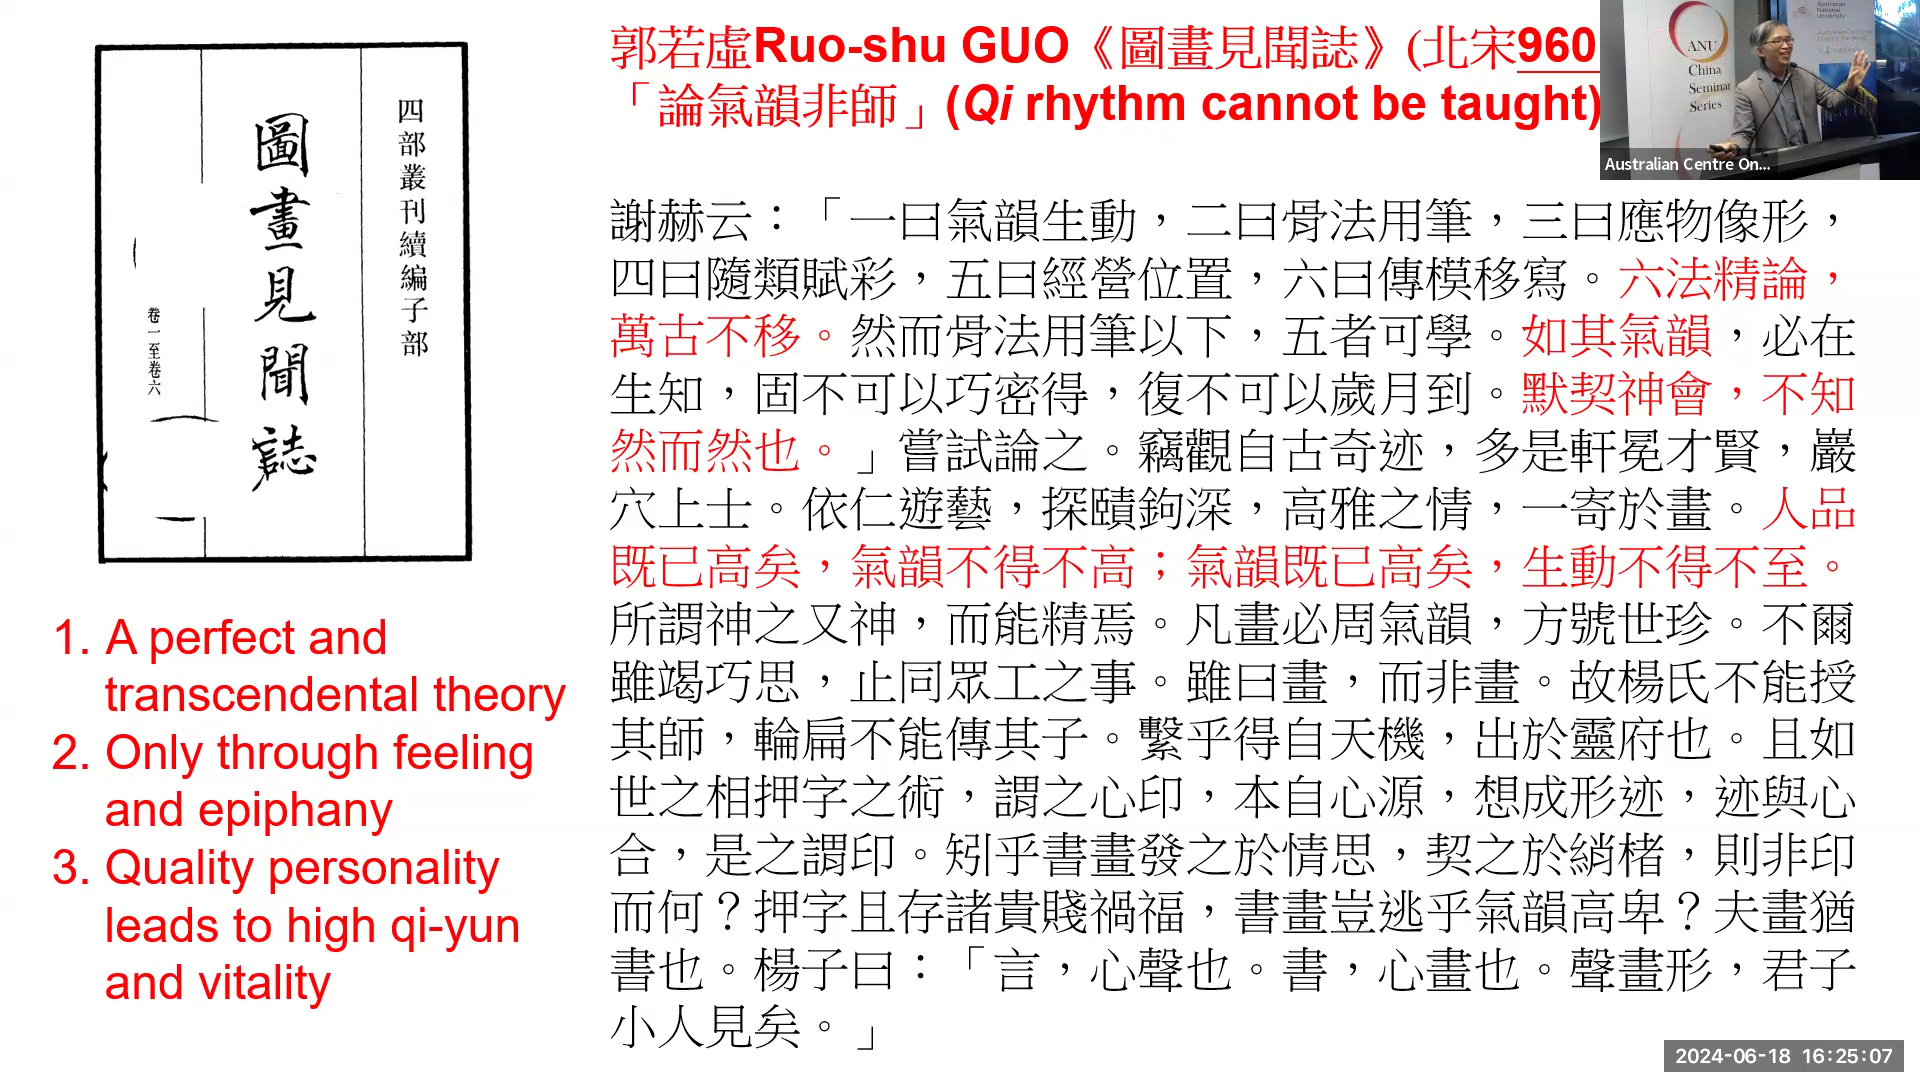 郭若虛Ruo-shu GUO《圖畫見聞誌》(北宋960
「論氣韻非師」(Qi rhythm cannot be taught)
四部叢刊續編子部
圖畫見聞誌
卷一至卷六
謝赫云：「一曰氣韻生動，二曰骨法用筆，三曰應物像形，
四曰隨類賦彩，五曰經營位置，六曰傳模移寫。六法精論，
萬古不移。然而骨法用筆以下，五者可學。如其氣韻，必在
生知，固不可以巧密得，復不可以歲月到。默契神會，不知
然而然也。」嘗試論之。竊觀自古奇迹，多是軒冕才賢，巖
穴上士。依仁遊藝，探賾鉤深，高雅之情，一寄於畫。人品
既已高矣，氣韻不得不高；氣韻既已高矣，生動不得不至。
所謂神之又神，而能精焉。凡畫必周氣韻，方號世珍。不爾
雖竭巧思，止同眾工之事。雖曰畫，而非畫。故楊氏不能授
其師，輪扁不能傳其子。繫乎得自天機，出於靈府也。且如
世之相押字之術，謂之心印，本自心源，想成形迹，迹與心
合，是之謂印。矧乎書畫發之於情思，契之於綃楮，則非印
而何？押字且存諸貴賤禍福，書畫豈逃乎氣韻高卑？夫畫猶
書也。楊子曰：「言，心聲也。書，心畫也。聲畫形，君子
小人見矣。」
1. A perfect and
transcendental theory
2. Only through feeling
and epiphany
3. Quality personality
leads to high qi-yun
and vitality
ANU
China
Seminar
Series
Australian
National
University
Australian Centre On...
2024-06-18 16:25:07